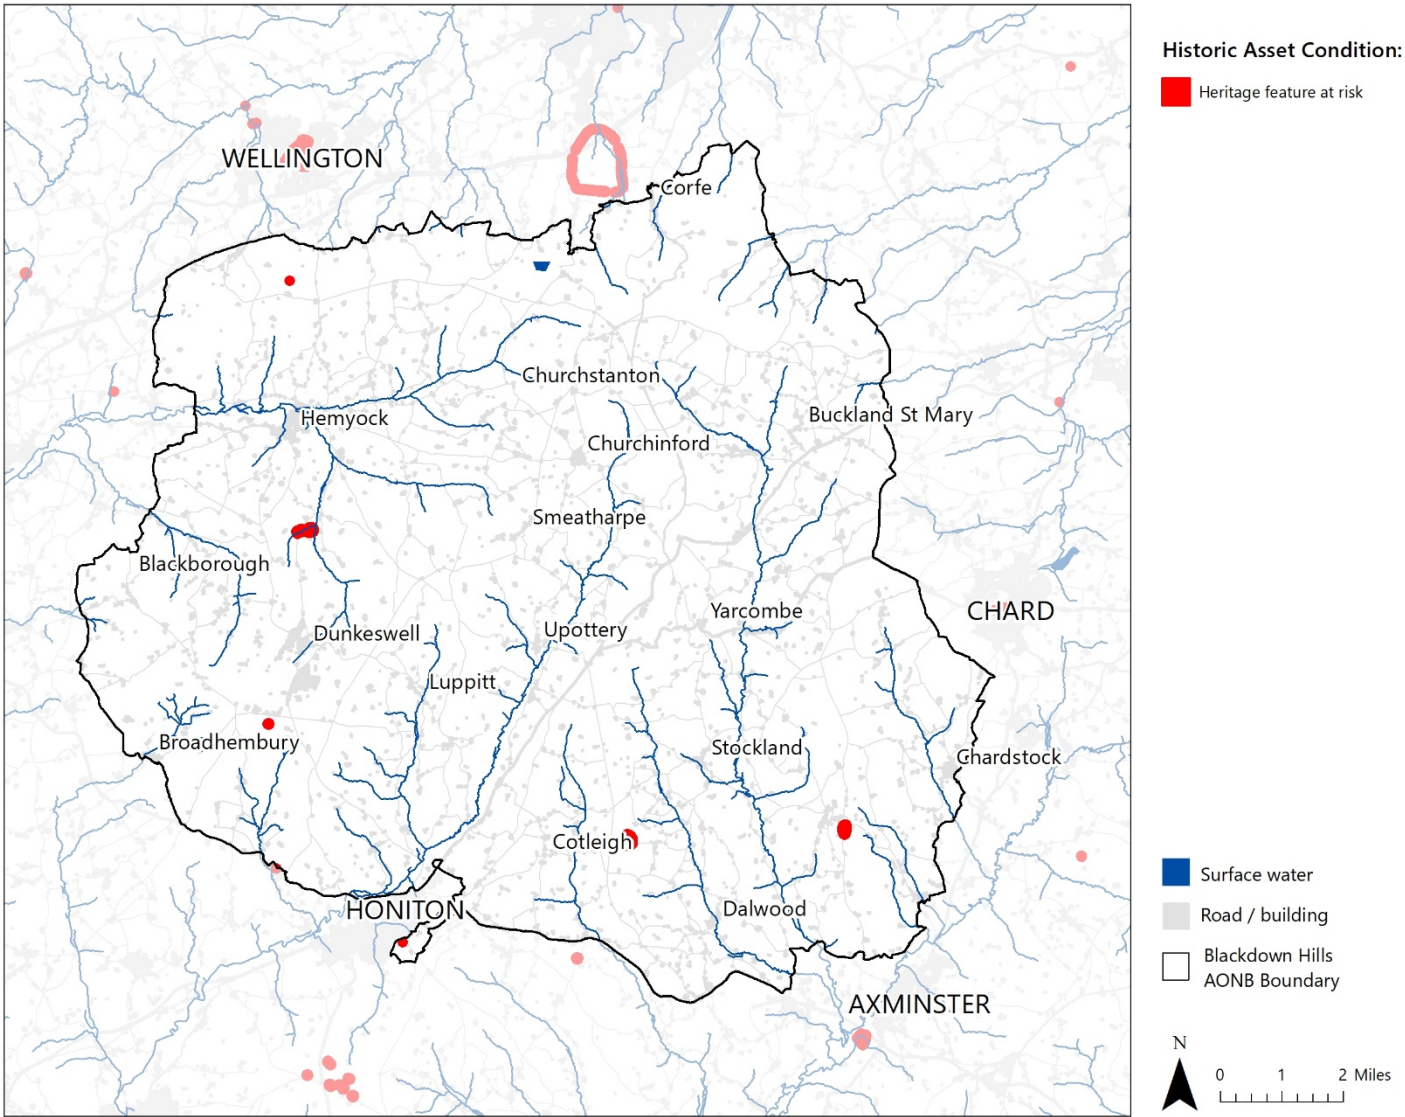 Historic Asset Condition:
Heritage feature at risk
WELLINGTON
Corfe
Churchstanton
Hemyock
Buckland St Mary
Churchinford
Smeatharpe
Blackborough
Yarcombe
CHARD
Dunkeswell
Upottery
Luppitt
Broadhembury
Stockland
Chardstock
Cotleigh
HONITON
Dalwood
AXMINSTER
Surface water
Road / building
Blackdown Hills
AONB Boundary
N
0 1 2 Miles